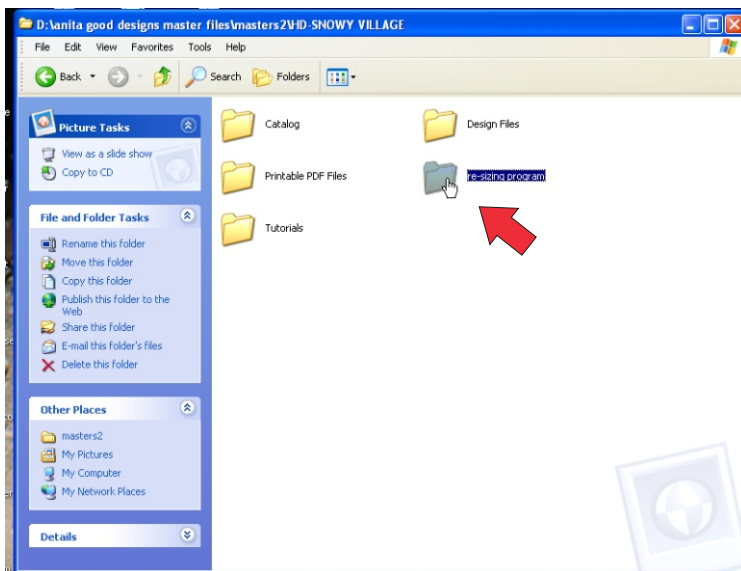 D:\anita good designs master files\masters2\HD-SNOWY VILLAGE
File Edit View Favorites Tools Help
Back Search Folders
Picture Tasks
View as a slide show
Copy to CD
File and Folder Tasks
Rename this folder
Move this folder
Copy this folder
Publish this folder to the
Web
Share this folder
E-mail this folder's files
Delete this folder
Other Places
masters2
My Pictures
My Computer
My Network Places
Details
Catalog
Design Files
Printable PDF Files
re-sizing program
Tutorials